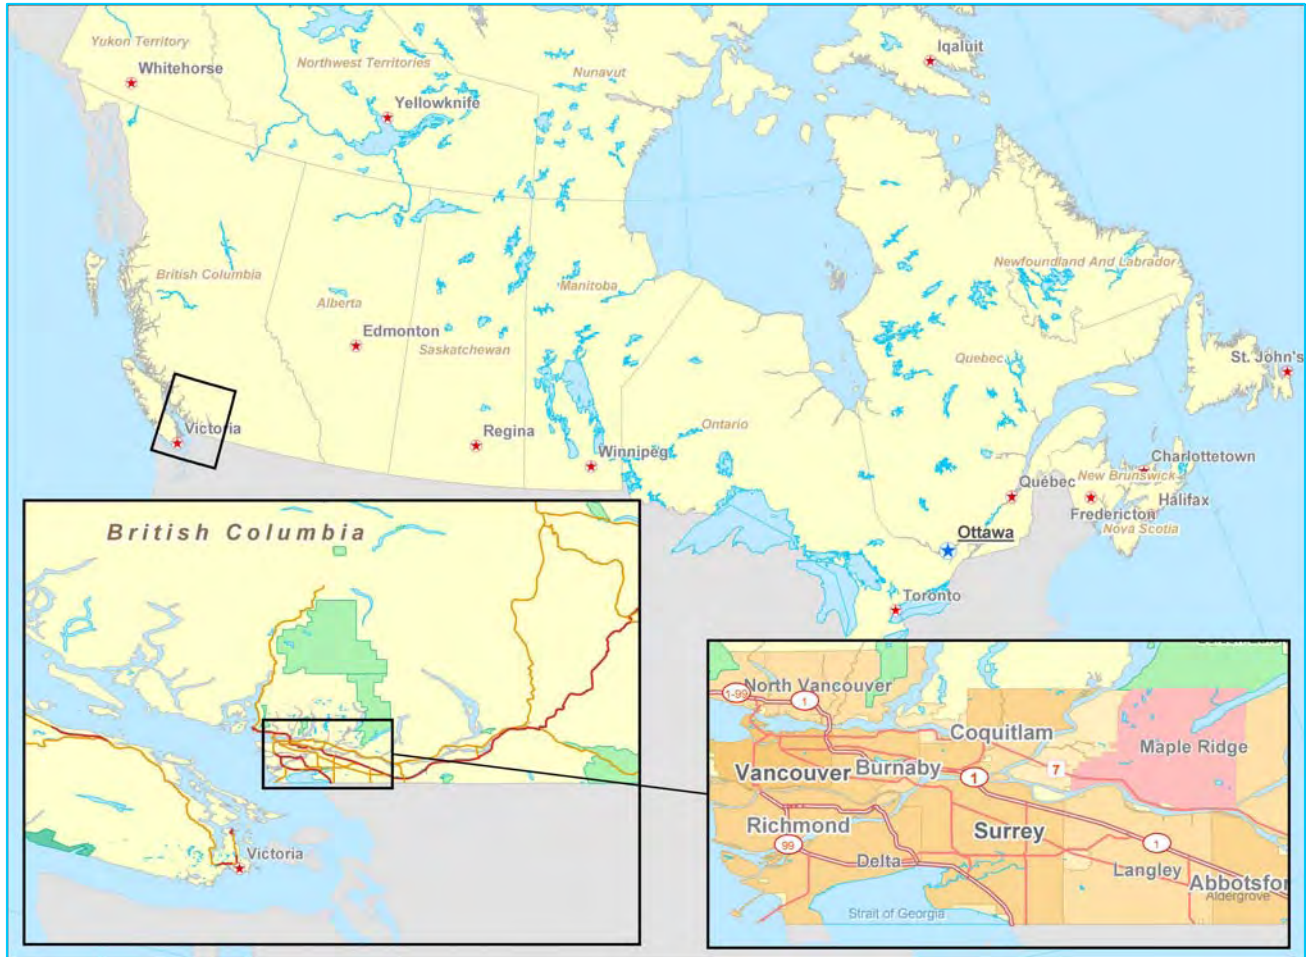 Yukon Territory
Whitehorse
Northwest Territories
Yellowknife
Nunavut
Iqaluit
British Columbia
Alberta
Edmonton
Saskatchewan
Manitoba
Newfoundland And Labrador
Quebec
St. John's
Victoria
Regina
Winnipeg
Ontario
Québec
Charlottetown
New Brunswick
Fredericton
Halifax
Nova Scotia
Ottawa
Toronto
British Columbia
Victoria
1-99
North Vancouver
1
Coquitlam
Maple Ridge
7
Vancouver
Burnaby
1
Richmond
Surrey
99
Delta
1
Langley
Abbotsfor
Aldergrove
Strait of Georgia